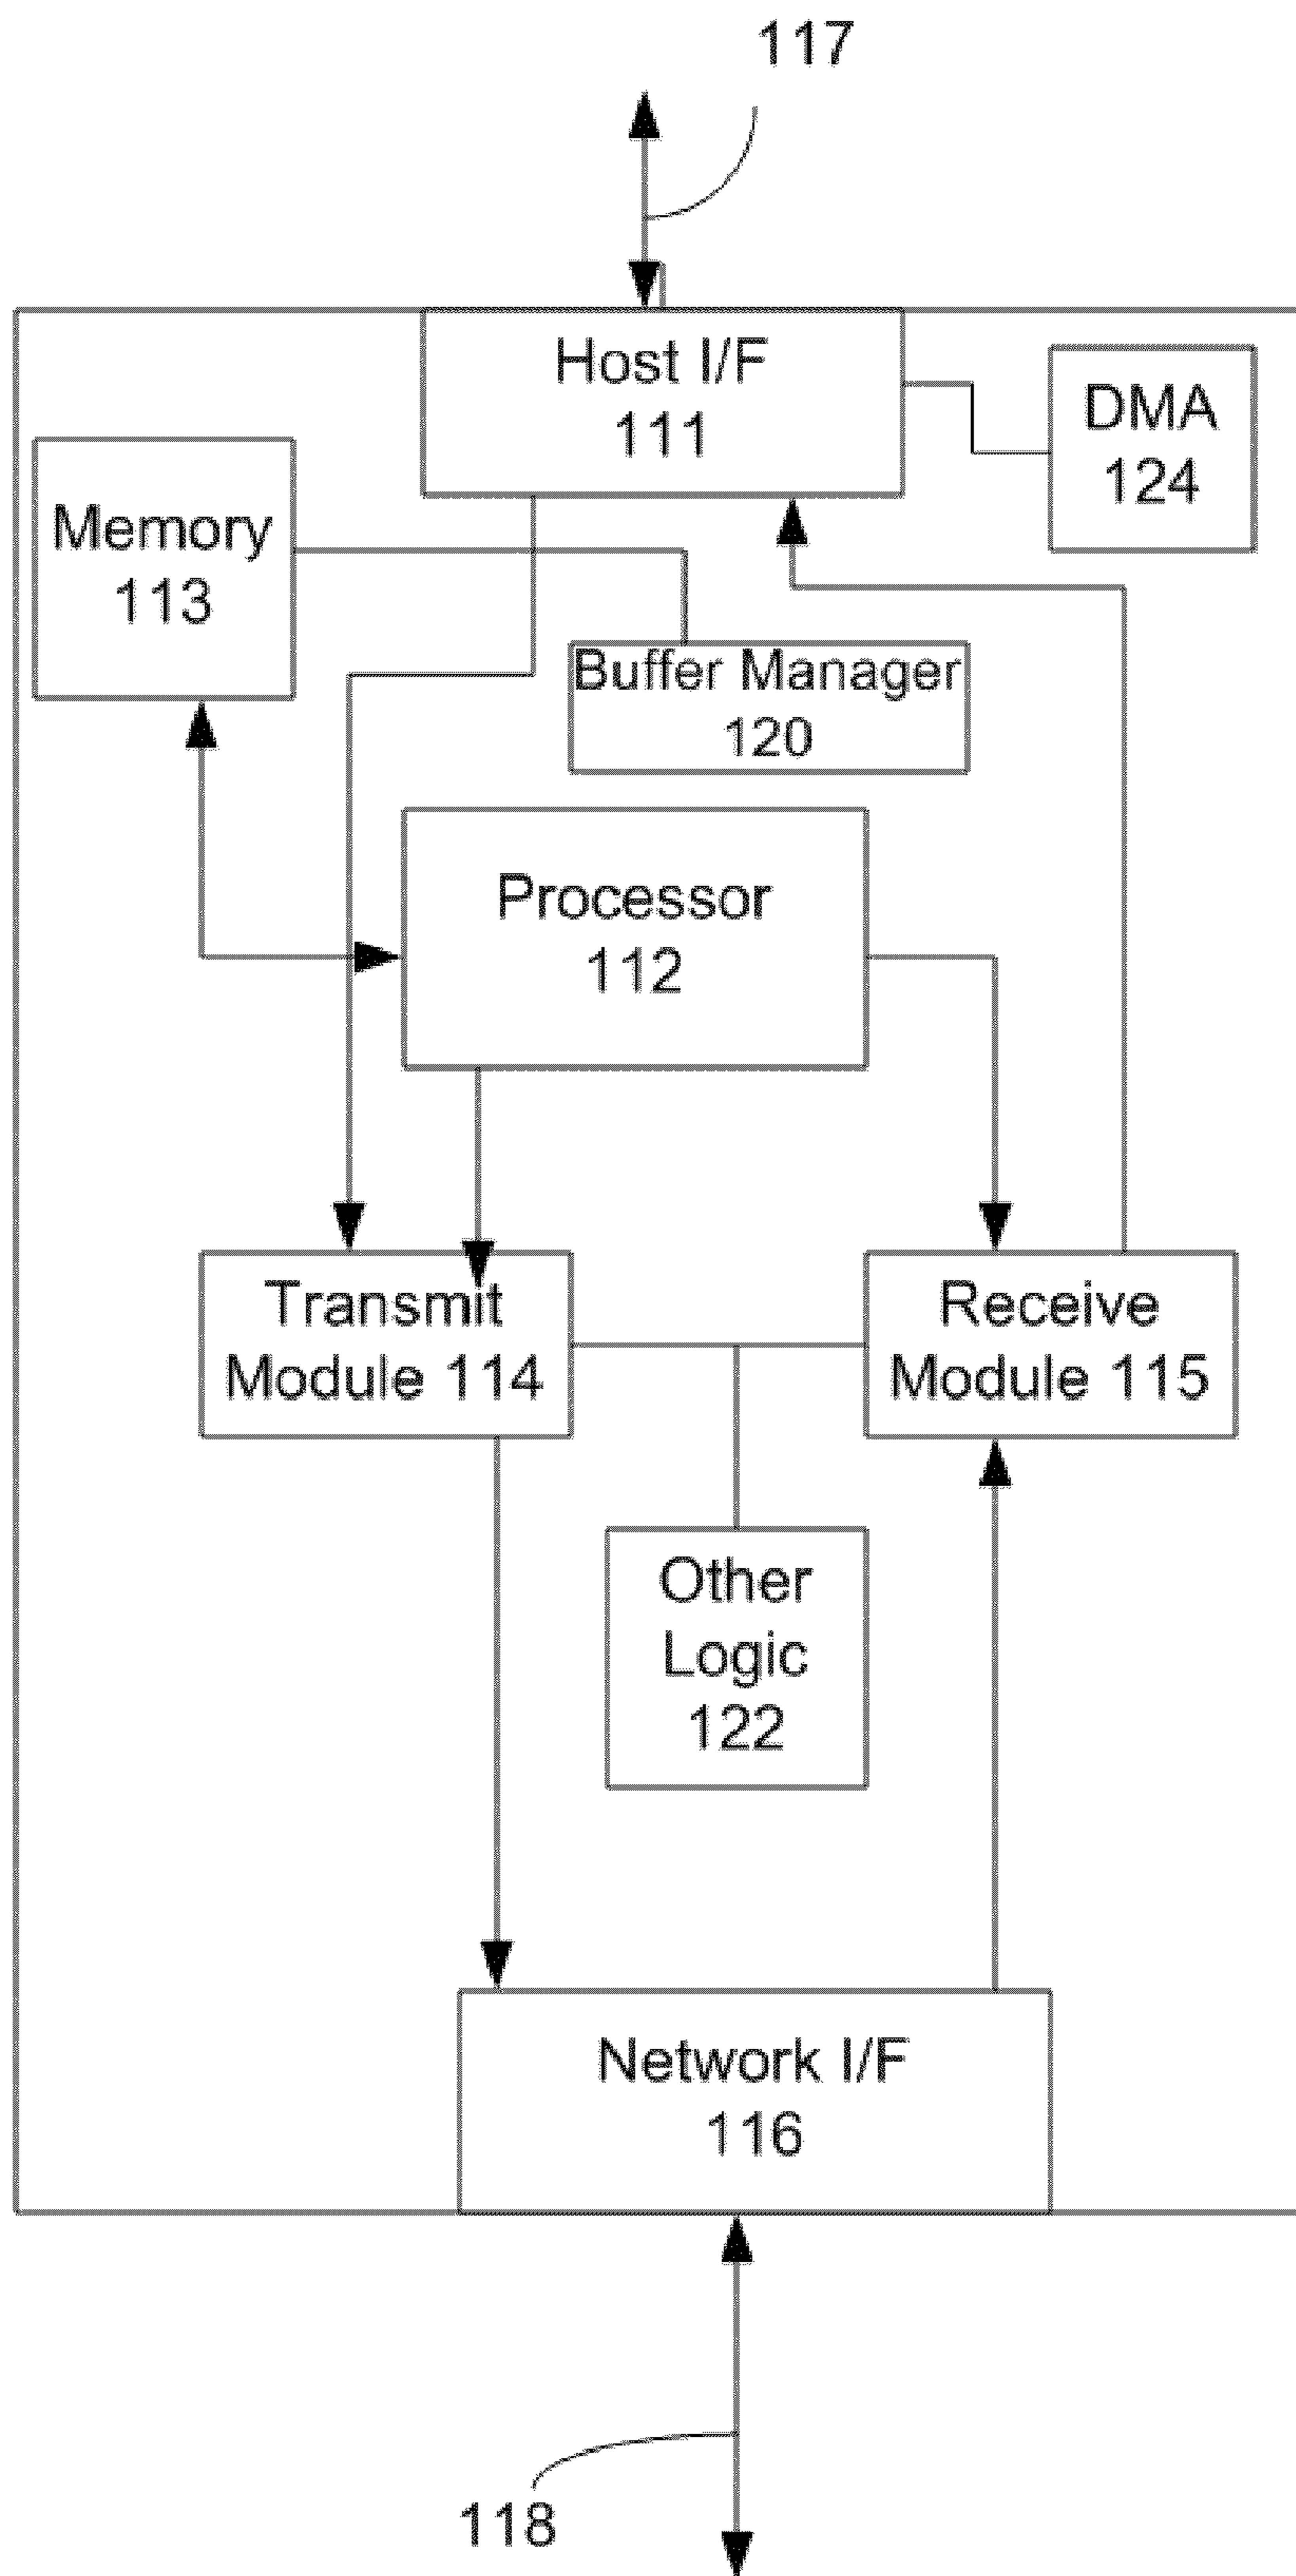 117
Host I/F
111
DMA
124
Memory
113
Buffer Manager
120
Processor
112
Transmit
Module 114
Receive
Module 115
Other
Logic
122
Network I/F
116
118